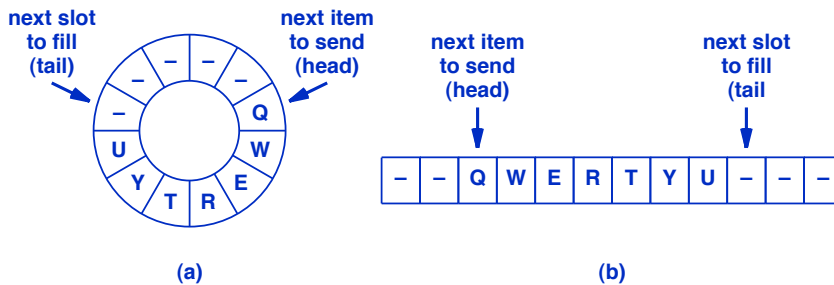 next slot
to fill
(tail)
next item
to send
(head)
– – – – – –
Q
W
E
R
T
Y
U
(a)
next item
to send
(head)
next slot
to fill
(tail
– – Q W E R T Y U – – –
(b)